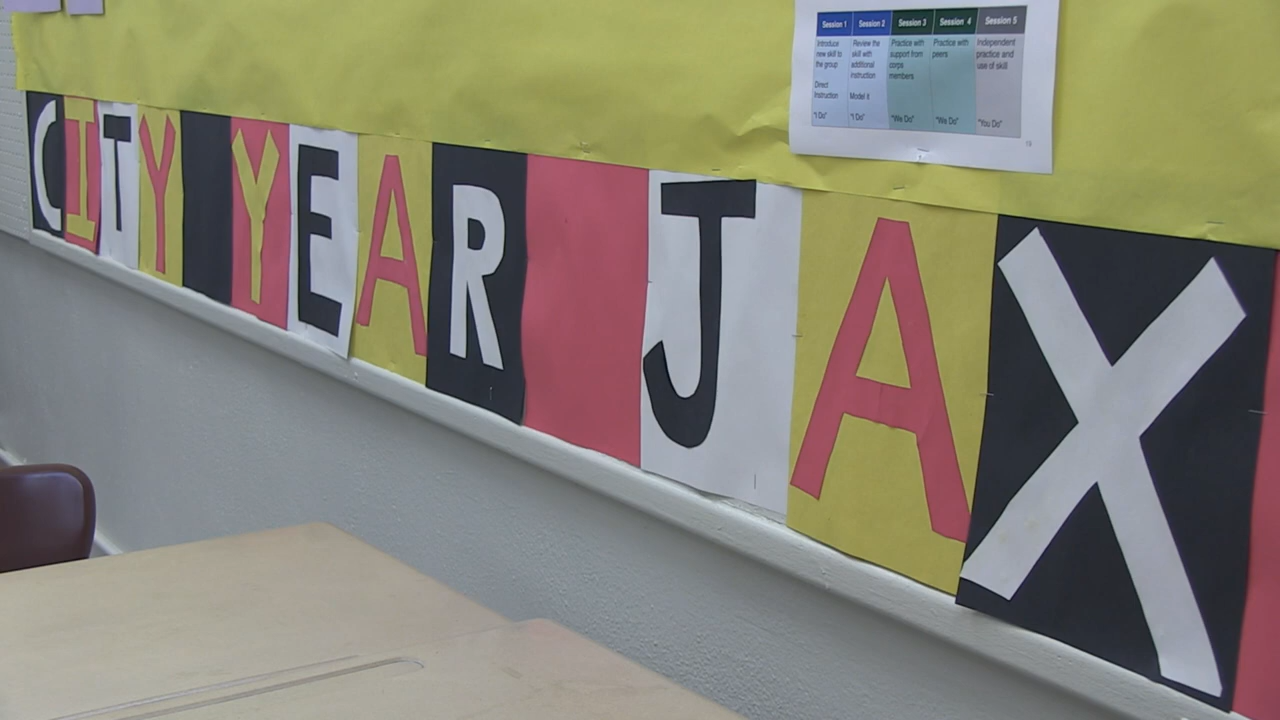 Session 1 Session 2 Session 3 Session 4 Session 5
Introduce new skill to the group
Direct Instruction
"I Do"
Review the skill with additional instruction
Model it
"I Do"
Practice with support from corps members
"We Do"
Practice with peers
"We Do"
Independent practice and use of skill
"You Do"
19
CITY YEAR JAX